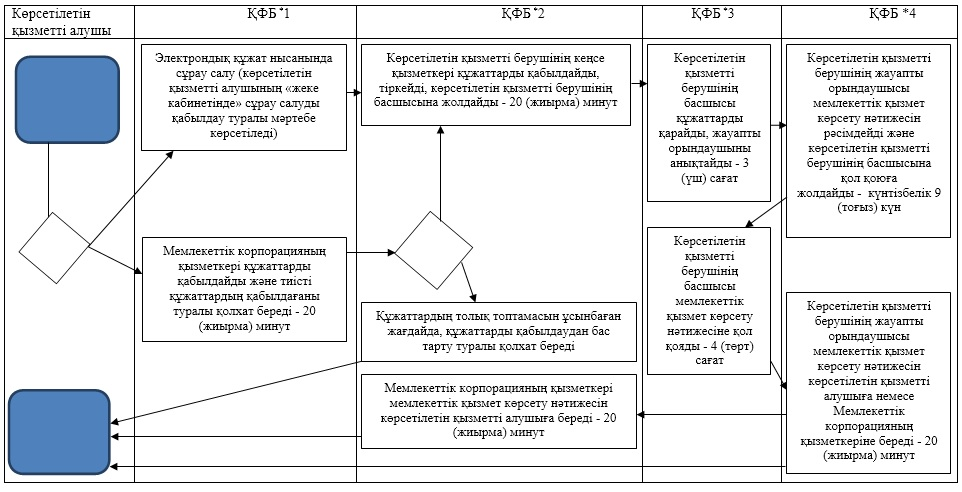 Көрсетілетін
қызметті алушы
ҚФБ *1
ҚФБ *2
ҚФБ *3
ҚФБ *4
Электрондық құжат нысанында
сұрау салу (көрсетілетін
қызметті алушының «жеке
кабинетінде» сұрау салуды
қабылдау туралы мәртебе
көрсетіледі)
Мемлекеттік корпорацияның
қызметкері құжаттарды
қабылдайды және тиісті
құжаттардың қабылдағаны
туралы қолхат береді - 20
(жиырма) минут
Көрсетілетін қызметті берушінің кеңсе
қызметкері құжаттарды қабылдайды,
тіркейді, көрсетілетін қызметті берушінің
басшысына жолдайды - 20 (жиырма) минут
Құжаттардың толық топтамасын ұсынбаған
жағдайда, құжаттарды қабылдаудан бас
тарту туралы қолхат береді
Мемлекеттік корпорацияның қызметкері
мемлекеттік қызмет көрсету нәтижесін
көрсетілетін қызметті алушыға береді - 20
(жиырма) минут
Көрсетілетін
қызметті
берушінің
басшысы
құжаттарды
қарайды, жауапты
орындаушыны
анықтайды - 3
(үш) сағат
Көрсетілетін
қызметті
берушінің
басшысы
мемлекеттік
қызмет көрсету
нәтижесіне қол
қояды - 4 (төрт)
сағат
Көрсетілетін қызметті
берушінің жауапты
орындаушысы
мемлекеттік қызмет
көрсету нәтижесін
рәсімдейді және
көрсетілетін қызметті
берушінің басшысына
қол қоюға
жолдайды - күнтізбелік 9
(тоғыз) күн
Көрсетілетін қызметті
берушінің жауапты
орындаушысы
мемлекеттік қызмет
көрсету нәтижесін
көрсетілетін қызметті
алушыға немесе
Мемлекеттік
корпорацияның
қызметкеріне береді - 20
(жиырма) минут